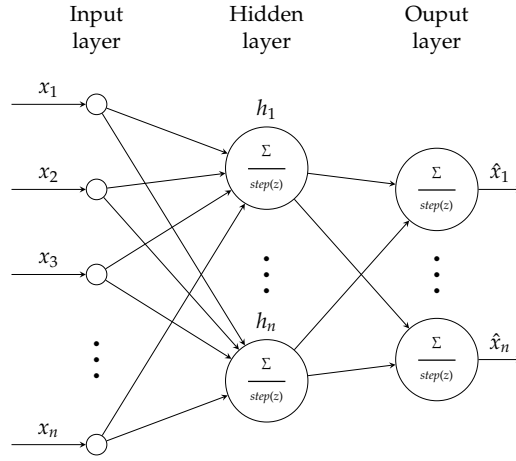 Input layer
Hidden layer
Ouput layer
x₁
x₂
x₃
xₙ
h₁
Σ
step(z)
hₙ
Σ
step(z)
Σ
step(z)
Σ
step(z)
x̂₁
x̂ₙ